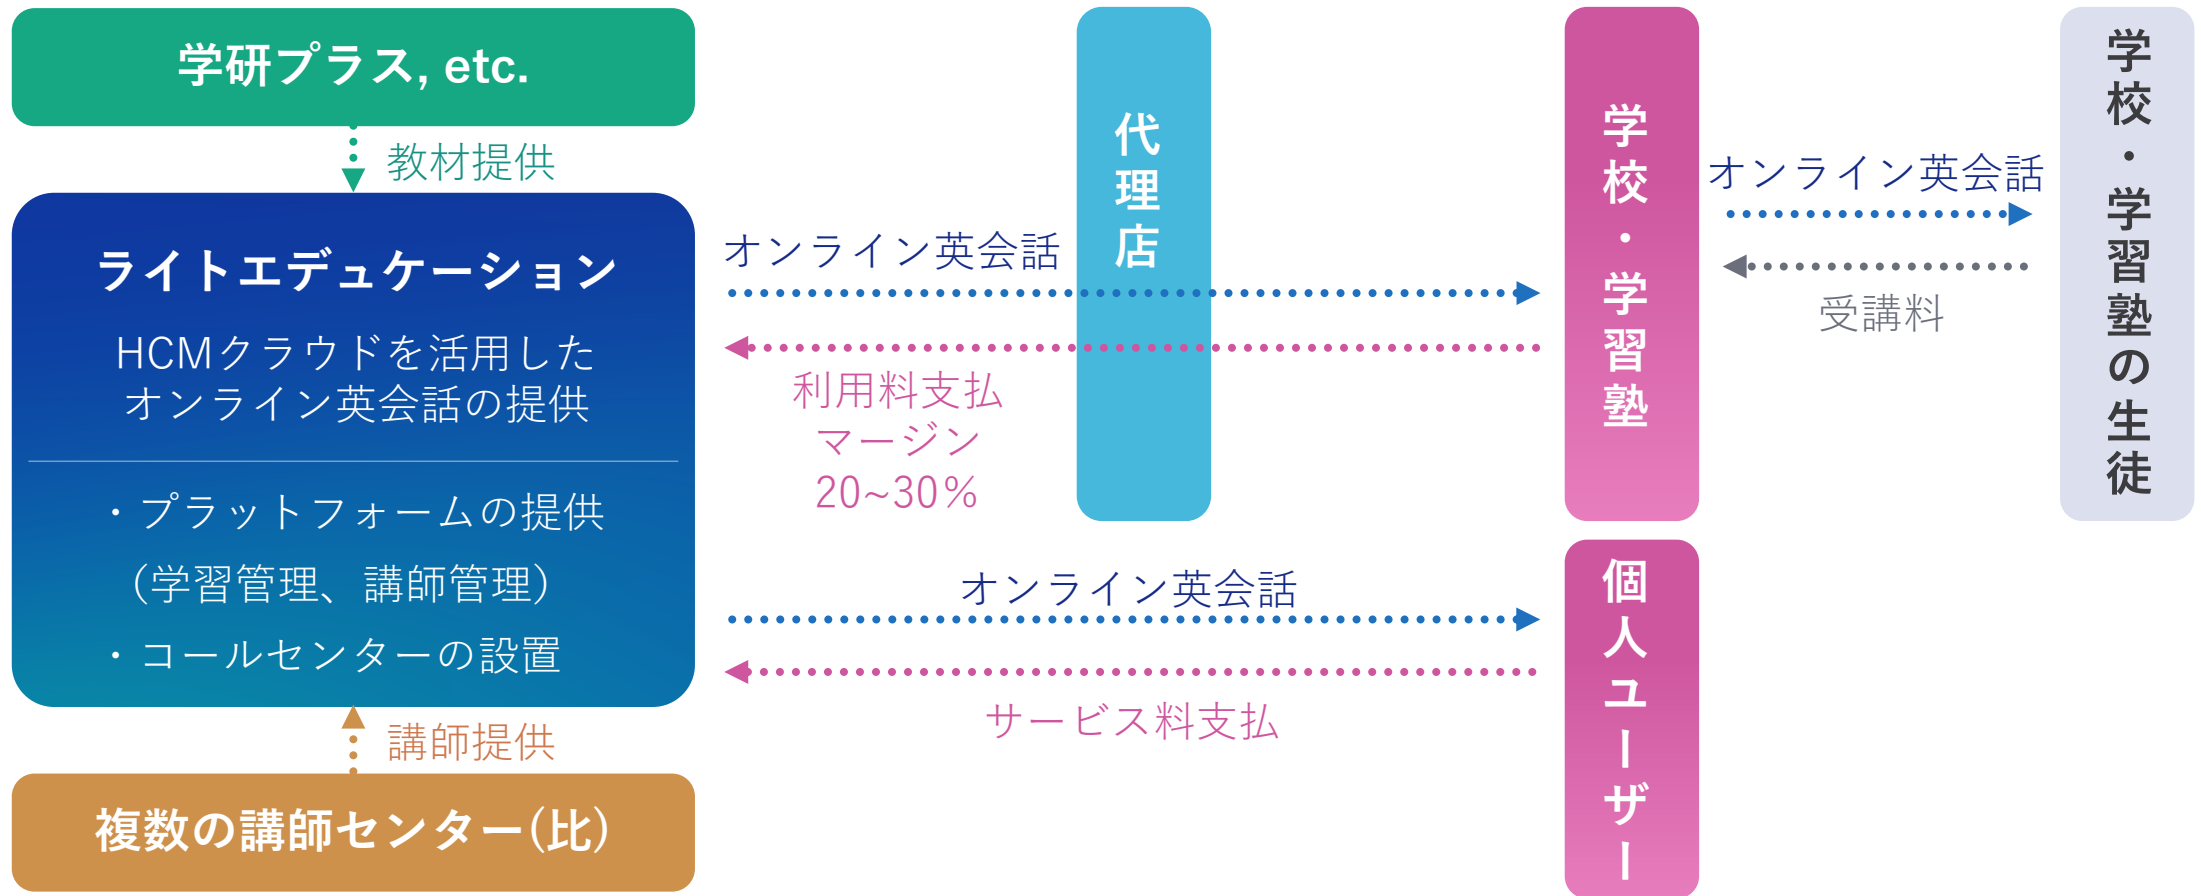 学研プラス, etc.
教材提供
ライトエデュケーション
HCMクラウドを活用した
オンライン英会話の提供
・プラットフォームの提供
（学習管理、講師管理）
・コールセンターの設置
講師提供
複数の講師センター(比)
オンライン英会話
利用料支払
マージン
20~30％
代理店
オンライン英会話
サービス料支払
学校・学習塾
個人ユーザー
オンライン英会話
受講料
学校・学習塾の生徒